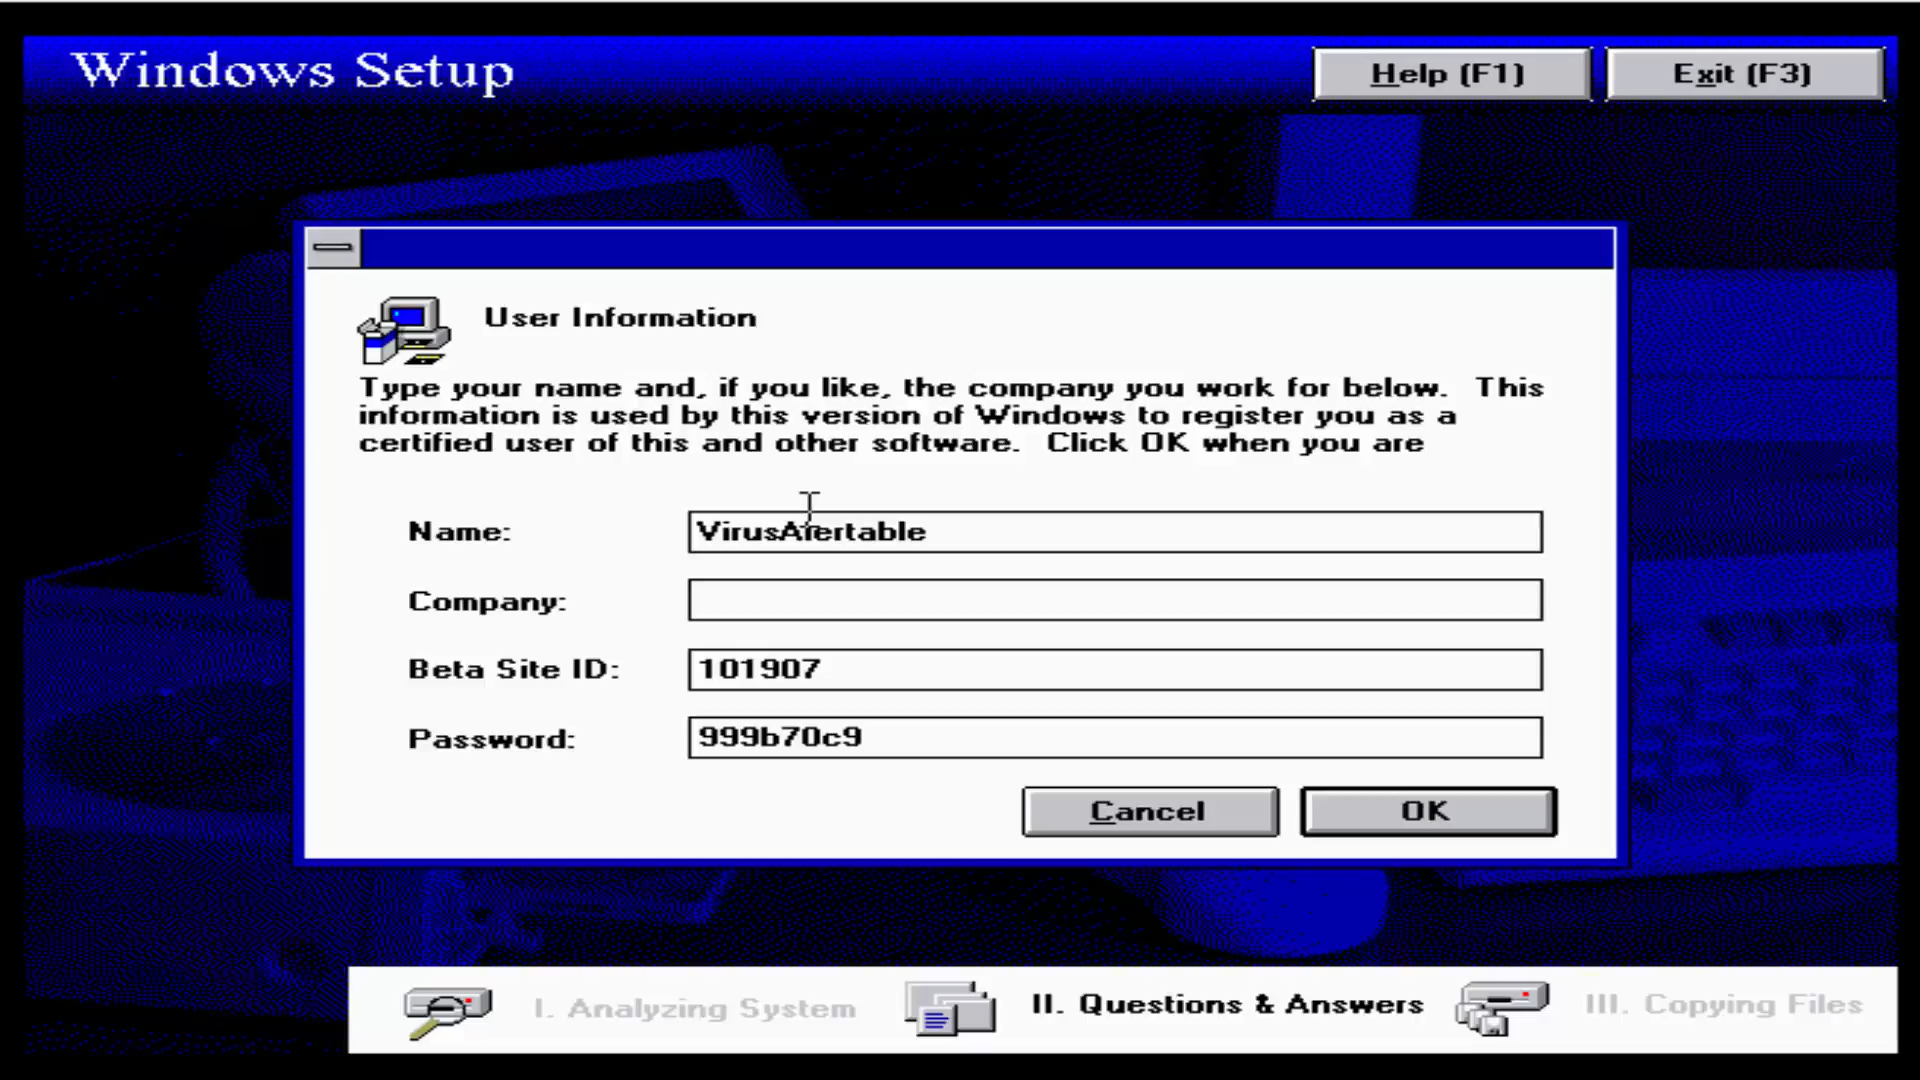 Windows Setup
Help (F1)
Exit (F3)
User Information
Type your name and, if you like, the company you work for below. This
information is used by this version of Windows to register you as a
certified user of this and other software. Click OK when you are
Name:
VirusAlertable
Company:
Beta Site ID:
101907
Password:
999b70c9
Cancel
OK
I. Analyzing System
II. Questions & Answers
III. Copying Files